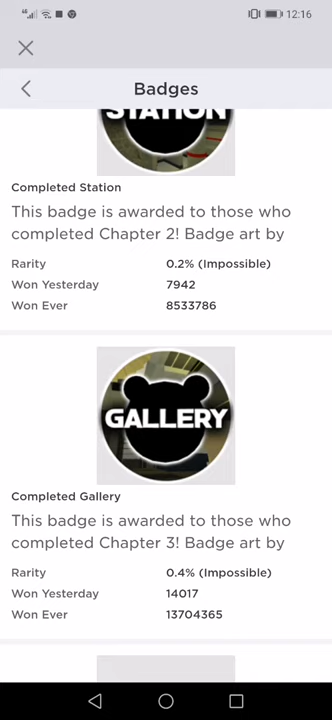 4G
12:16
Badges
STATION
Completed Station
This badge is awarded to those who
completed Chapter 2! Badge art by
Rarity 0.2% (Impossible)
Won Yesterday 7942
Won Ever 8533786
GALLERY
Completed Gallery
This badge is awarded to those who
completed Chapter 3! Badge art by
Rarity 0.4% (Impossible)
Won Yesterday 14017
Won Ever 13704365